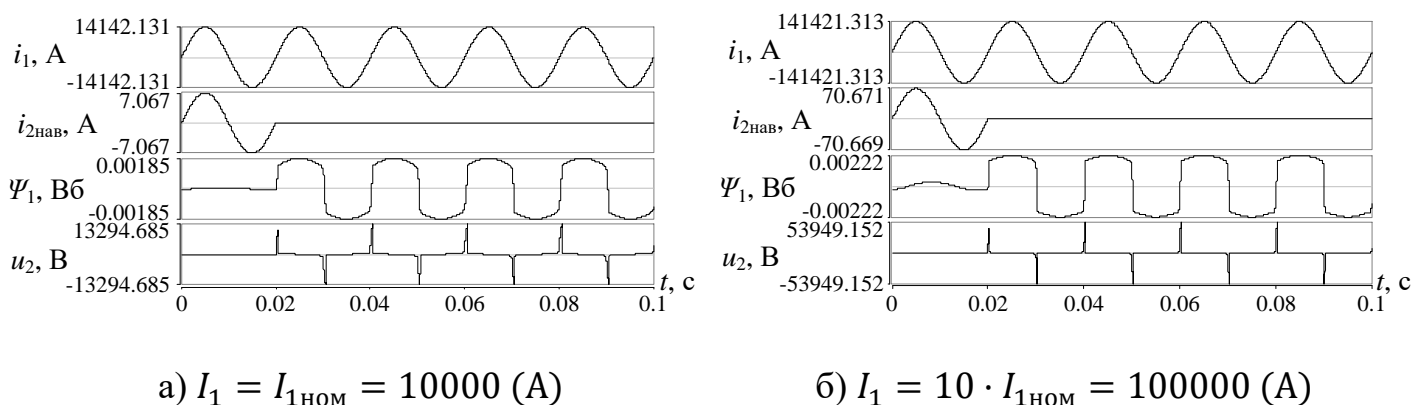 14142.131
i₁, А
-14142.131
7.067
i₂нав, А
-7.067
0.00185
Ψ₁, Вб
-0.00185
13294.685
u₂, В
-13294.685
0 0.02 0.04 0.06 0.08 0.1
t, с
а) I₁ = I₁ном = 10000 (А)
141421.313
i₁, А
-141421.313
70.671
i₂нав, А
-70.669
0.00222
Ψ₁, Вб
-0.00222
53949.152
u₂, В
-53949.152
0 0.02 0.04 0.06 0.08 0.1
t, с
б) I₁ = 10 · I₁ном = 100000 (А)